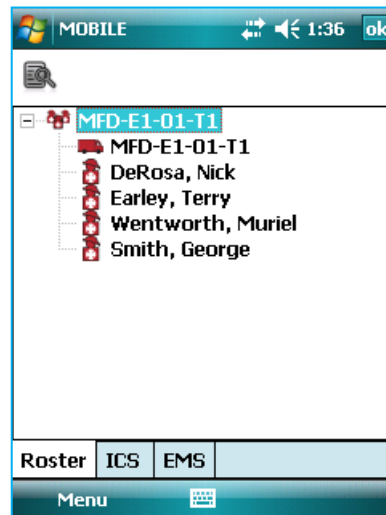 MOBILE 1:36 ok
MFD-E1-01-T1
MFD-E1-01-T1
DeRosa, Nick
Earley, Terry
Wentworth, Muriel
Smith, George
Roster ICS EMS
Menu